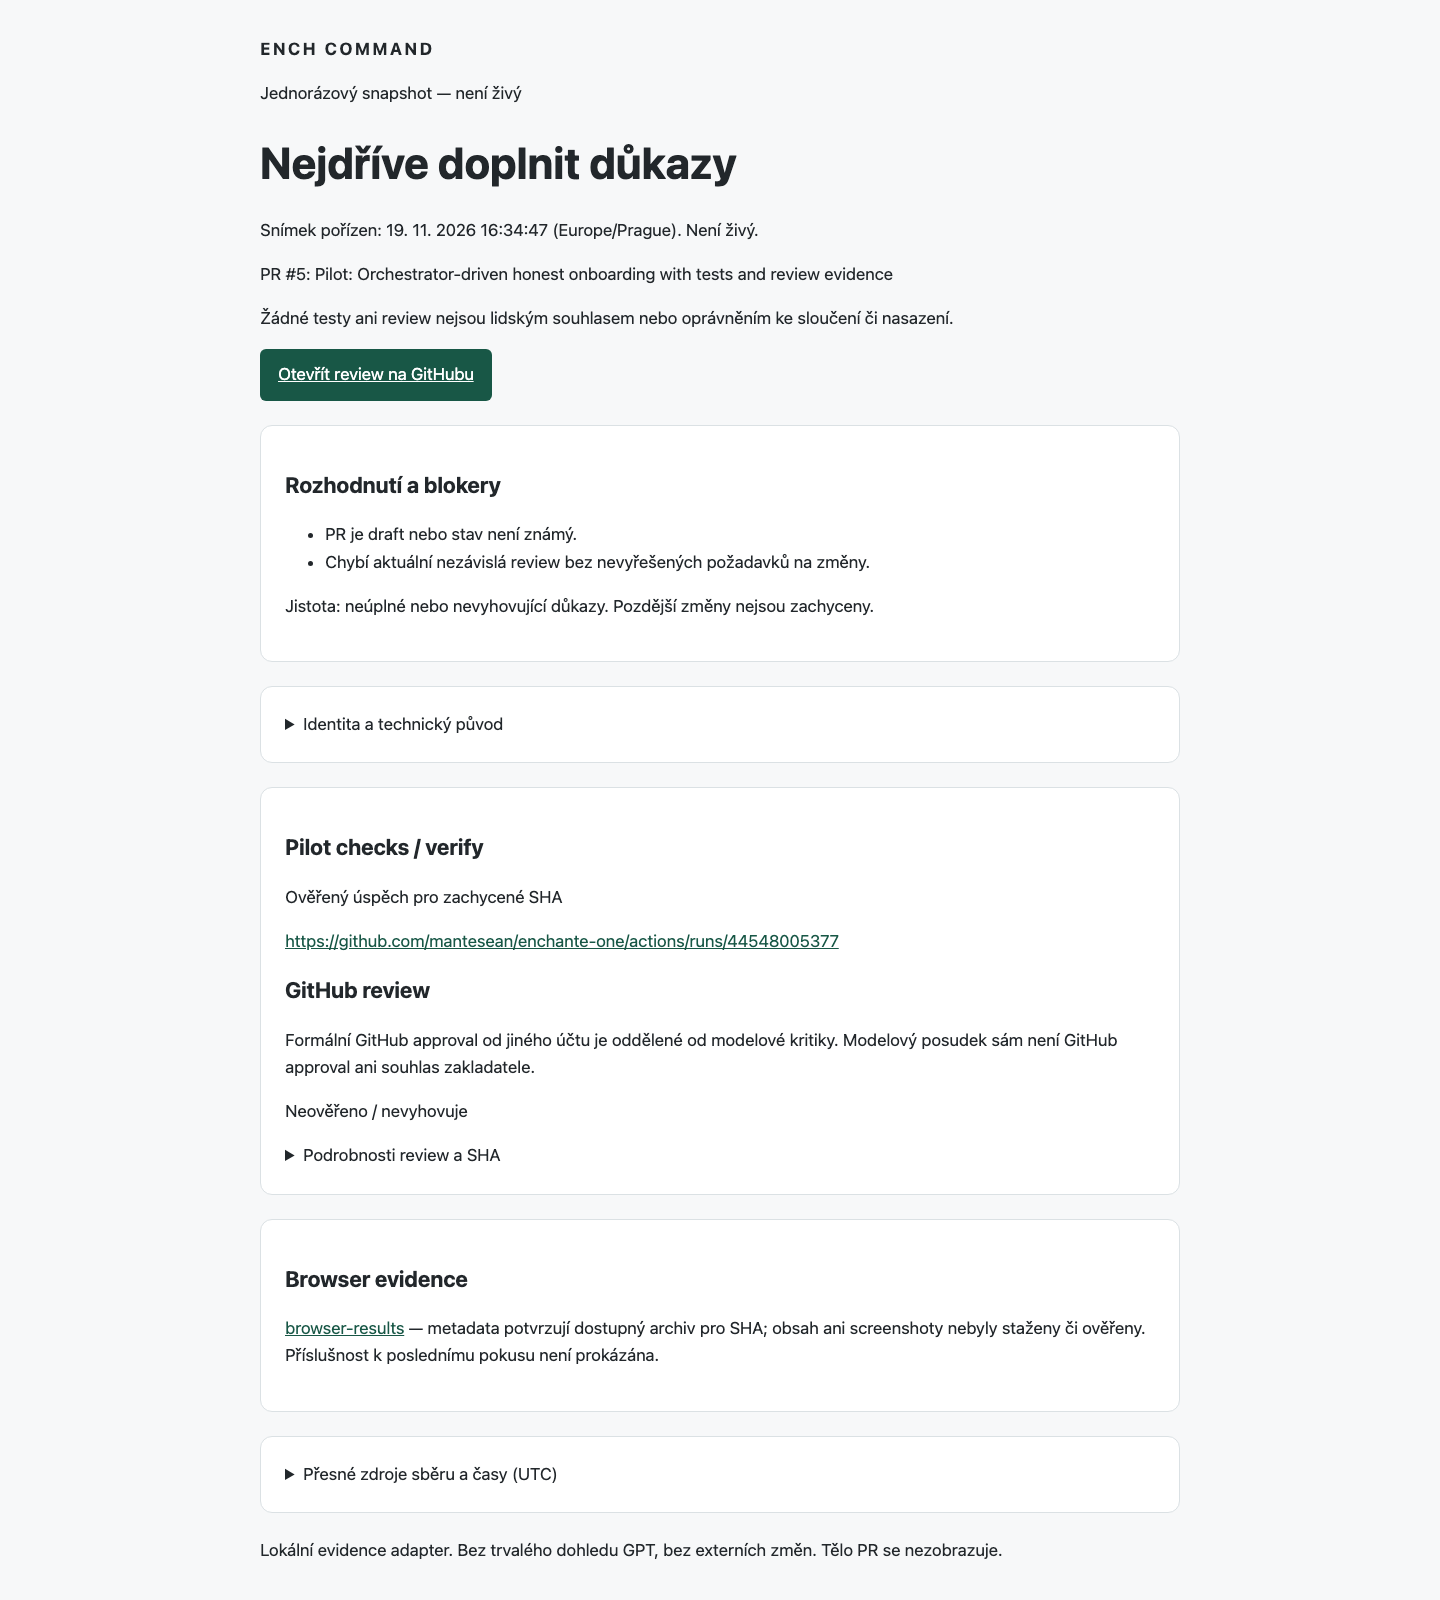 ENCH COMMAND
Jednorázový snapshot — není živý
Nejdříve doplnit důkazy
Snímek pořízen: 19. 11. 2026 16:34:47 (Europe/Prague). Není živý.
PR #5: Pilot: Orchestrator-driven honest onboarding with tests and review evidence
Žádné testy ani review nejsou lidským souhlasem nebo oprávněním ke sloučení či nasazení.
Otevřít review na GitHubu
Rozhodnutí a blokery
• PR je draft nebo stav není známý.
• Chybí aktuální nezávislá review bez nevyřešených požadavků na změny.
Jistota: neúplné nebo nevyhovující důkazy. Pozdější změny nejsou zachyceny.
▶ Identita a technický původ
Pilot checks / verify
Ověřený úspěch pro zachycené SHA
https://github.com/mantesean/enchante-one/actions/runs/44548005377
GitHub review
Formální GitHub approval od jiného účtu je oddělené od modelové kritiky. Modelový posudek sám není GitHub
approval ani souhlas zakladatele.
Neověřeno / nevyhovuje
▶ Podrobnosti review a SHA
Browser evidence
browser-results — metadata potvrzují dostupný archiv pro SHA; obsah ani screenshoty nebyly staženy či ověřeny.
Příslušnost k poslednímu pokusu není prokázána.
▶ Přesné zdroje sběru a časy (UTC)
Lokální evidence adapter. Bez trvalého dohledu GPT, bez externích změn. Tělo PR se nezobrazuje.